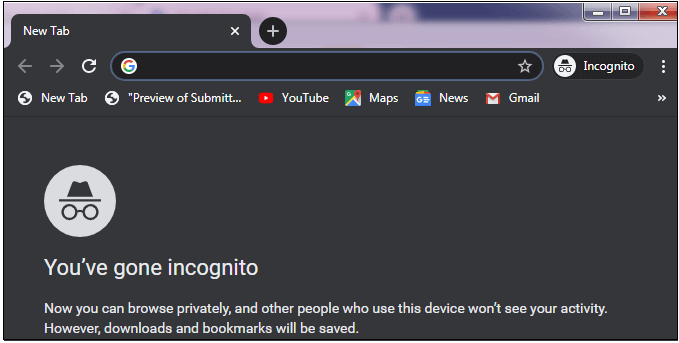 New Tab
Incognito
New Tab "Preview of Submitt... YouTube Maps News Gmail »
You've gone incognito
Now you can browse privately, and other people who use this device won't see your activity.
However, downloads and bookmarks will be saved.